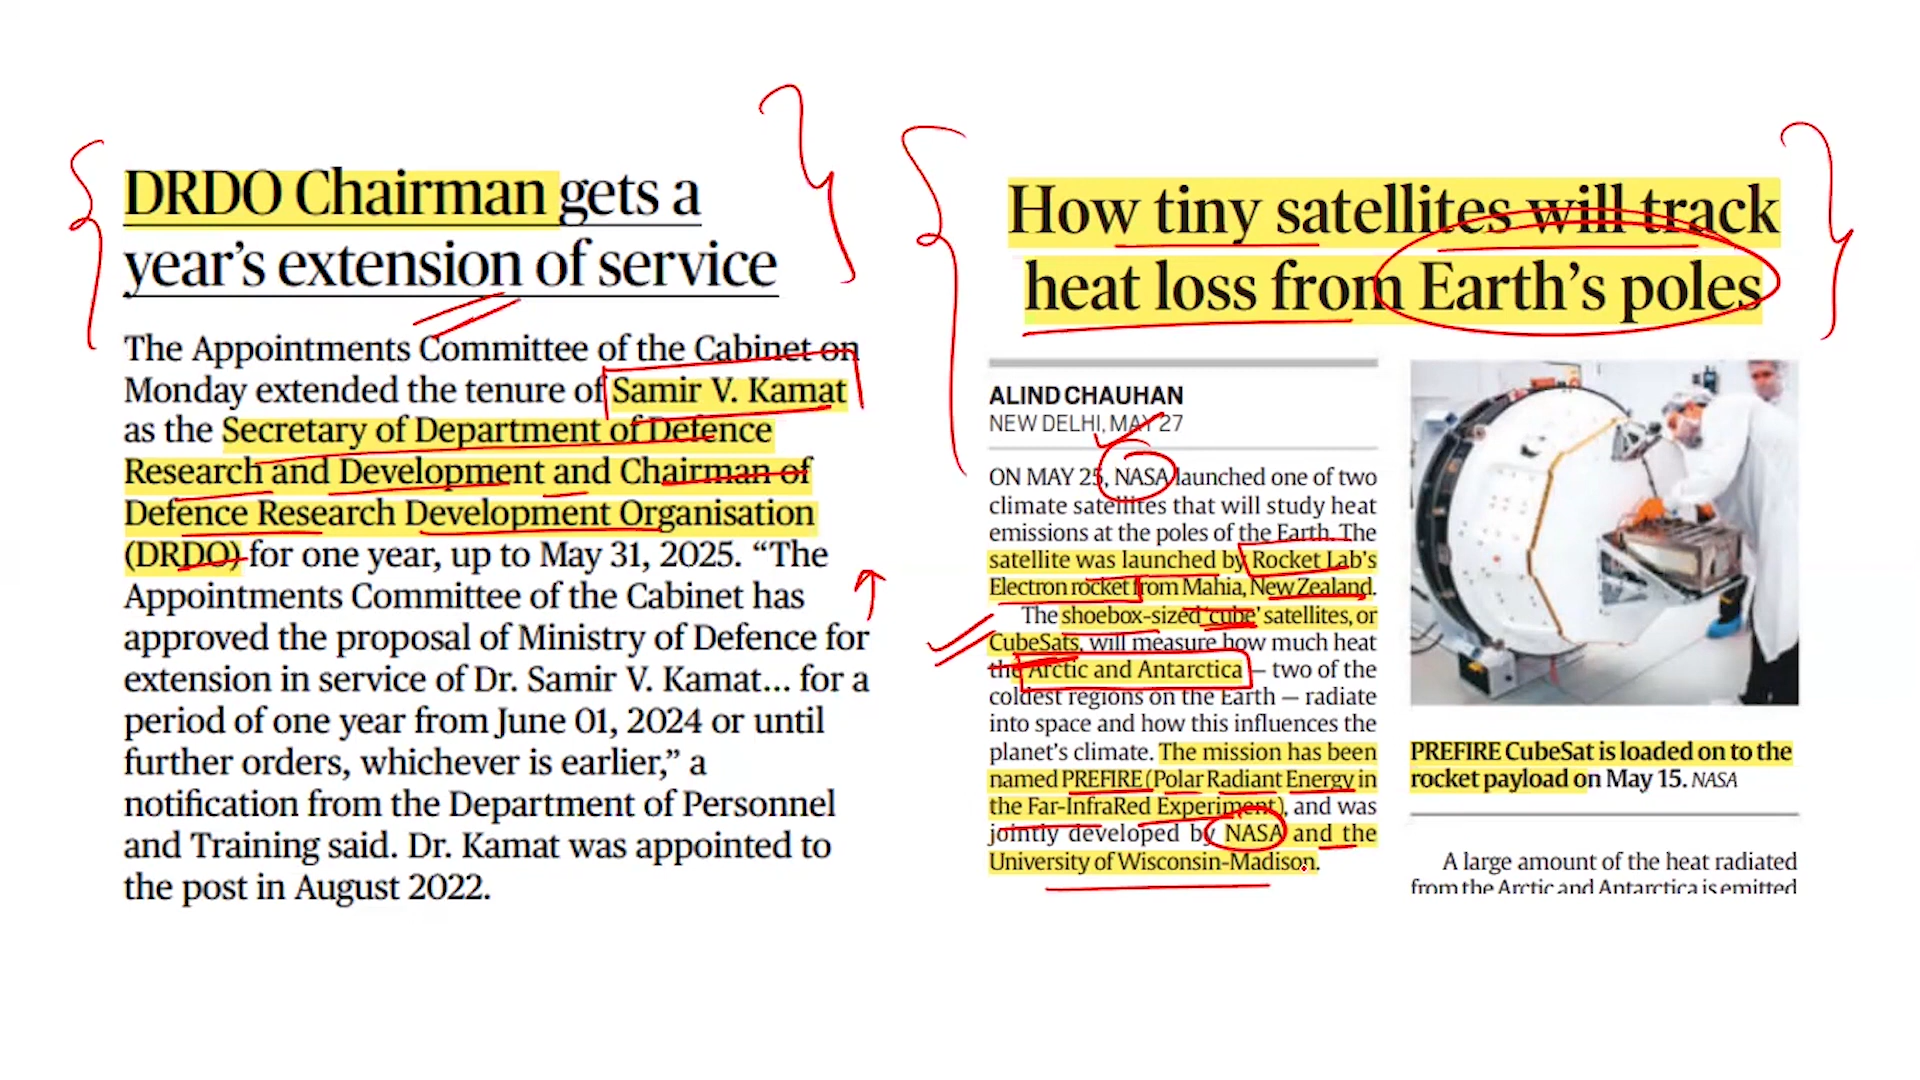 DRDO Chairman gets a
year's extension of service
The Appointments Committee of the Cabinet on
Monday extended the tenure of Samir V. Kamat
as the Secretary of Department of Defence
Research and Development and Chairman of
Defence Research Development Organisation
(DRDO) for one year, up to May 31, 2025. “The
Appointments Committee of the Cabinet has
approved the proposal of Ministry of Defence for
extension in service of Dr. Samir V. Kamat... for a
period of one year from June 01, 2024 or until
further orders, whichever is earlier,” a
notification from the Department of Personnel
and Training said. Dr. Kamat was appointed to
the post in August 2022.
How tiny satellites will track
heat loss from Earth's poles
ALIND CHAUHAN
NEW DELHI, MAY 27
ON MAY 25, NASA launched one of two
climate satellites that will study heat
emissions at the poles of the Earth. The
satellite was launched by Rocket Lab's
Electron rocket from Mahia, New Zealand.
The shoebox-sized ‘cube’ satellites, or
CubeSats, will measure how much heat
the Arctic and Antarctica — two of the
coldest regions on the Earth — radiate
into space and how this influences the
planet's climate. The mission has been
named PREFIRE (Polar Radiant Energy in
the Far-InfraRed Experiment), and was
jointly developed by NASA and the
University of Wisconsin-Madison.
PREFIRE CubeSat is loaded on to the
rocket payload on May 15. NASA
A large amount of the heat radiated
from the Arctic and Antarctica is emitted